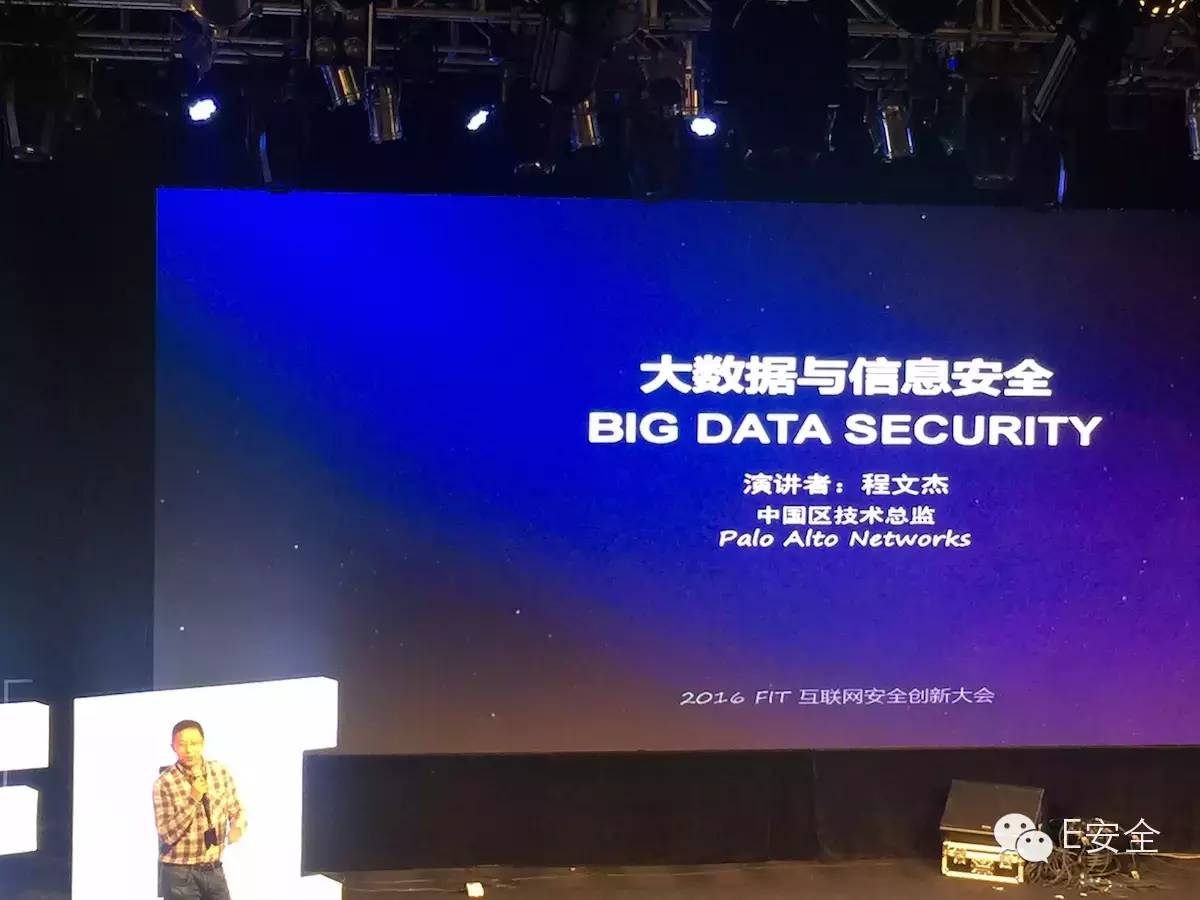 大数据与信息安全
BIG DATA SECURITY
演讲者：程文杰
中国区技术总监
Palo Alto Networks
2016 FIT 互联网安全创新大会
E安全